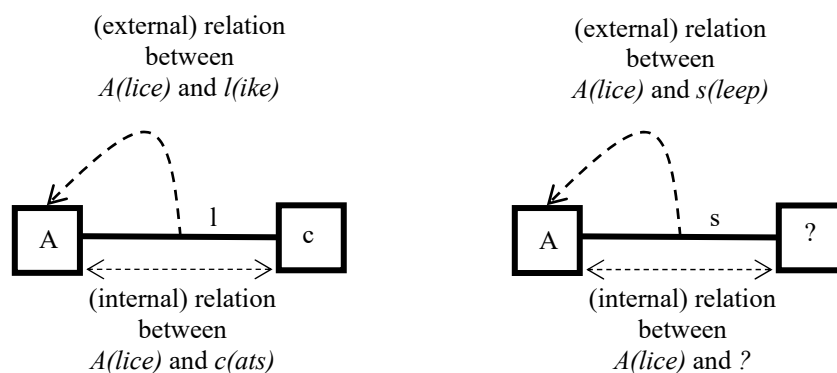 (external) relation
between
A(lice) and l(ike)
A
l
c
(internal) relation
between
A(lice) and c(ats)
(external) relation
between
A(lice) and s(leep)
A
s
?
(internal) relation
between
A(lice) and ?